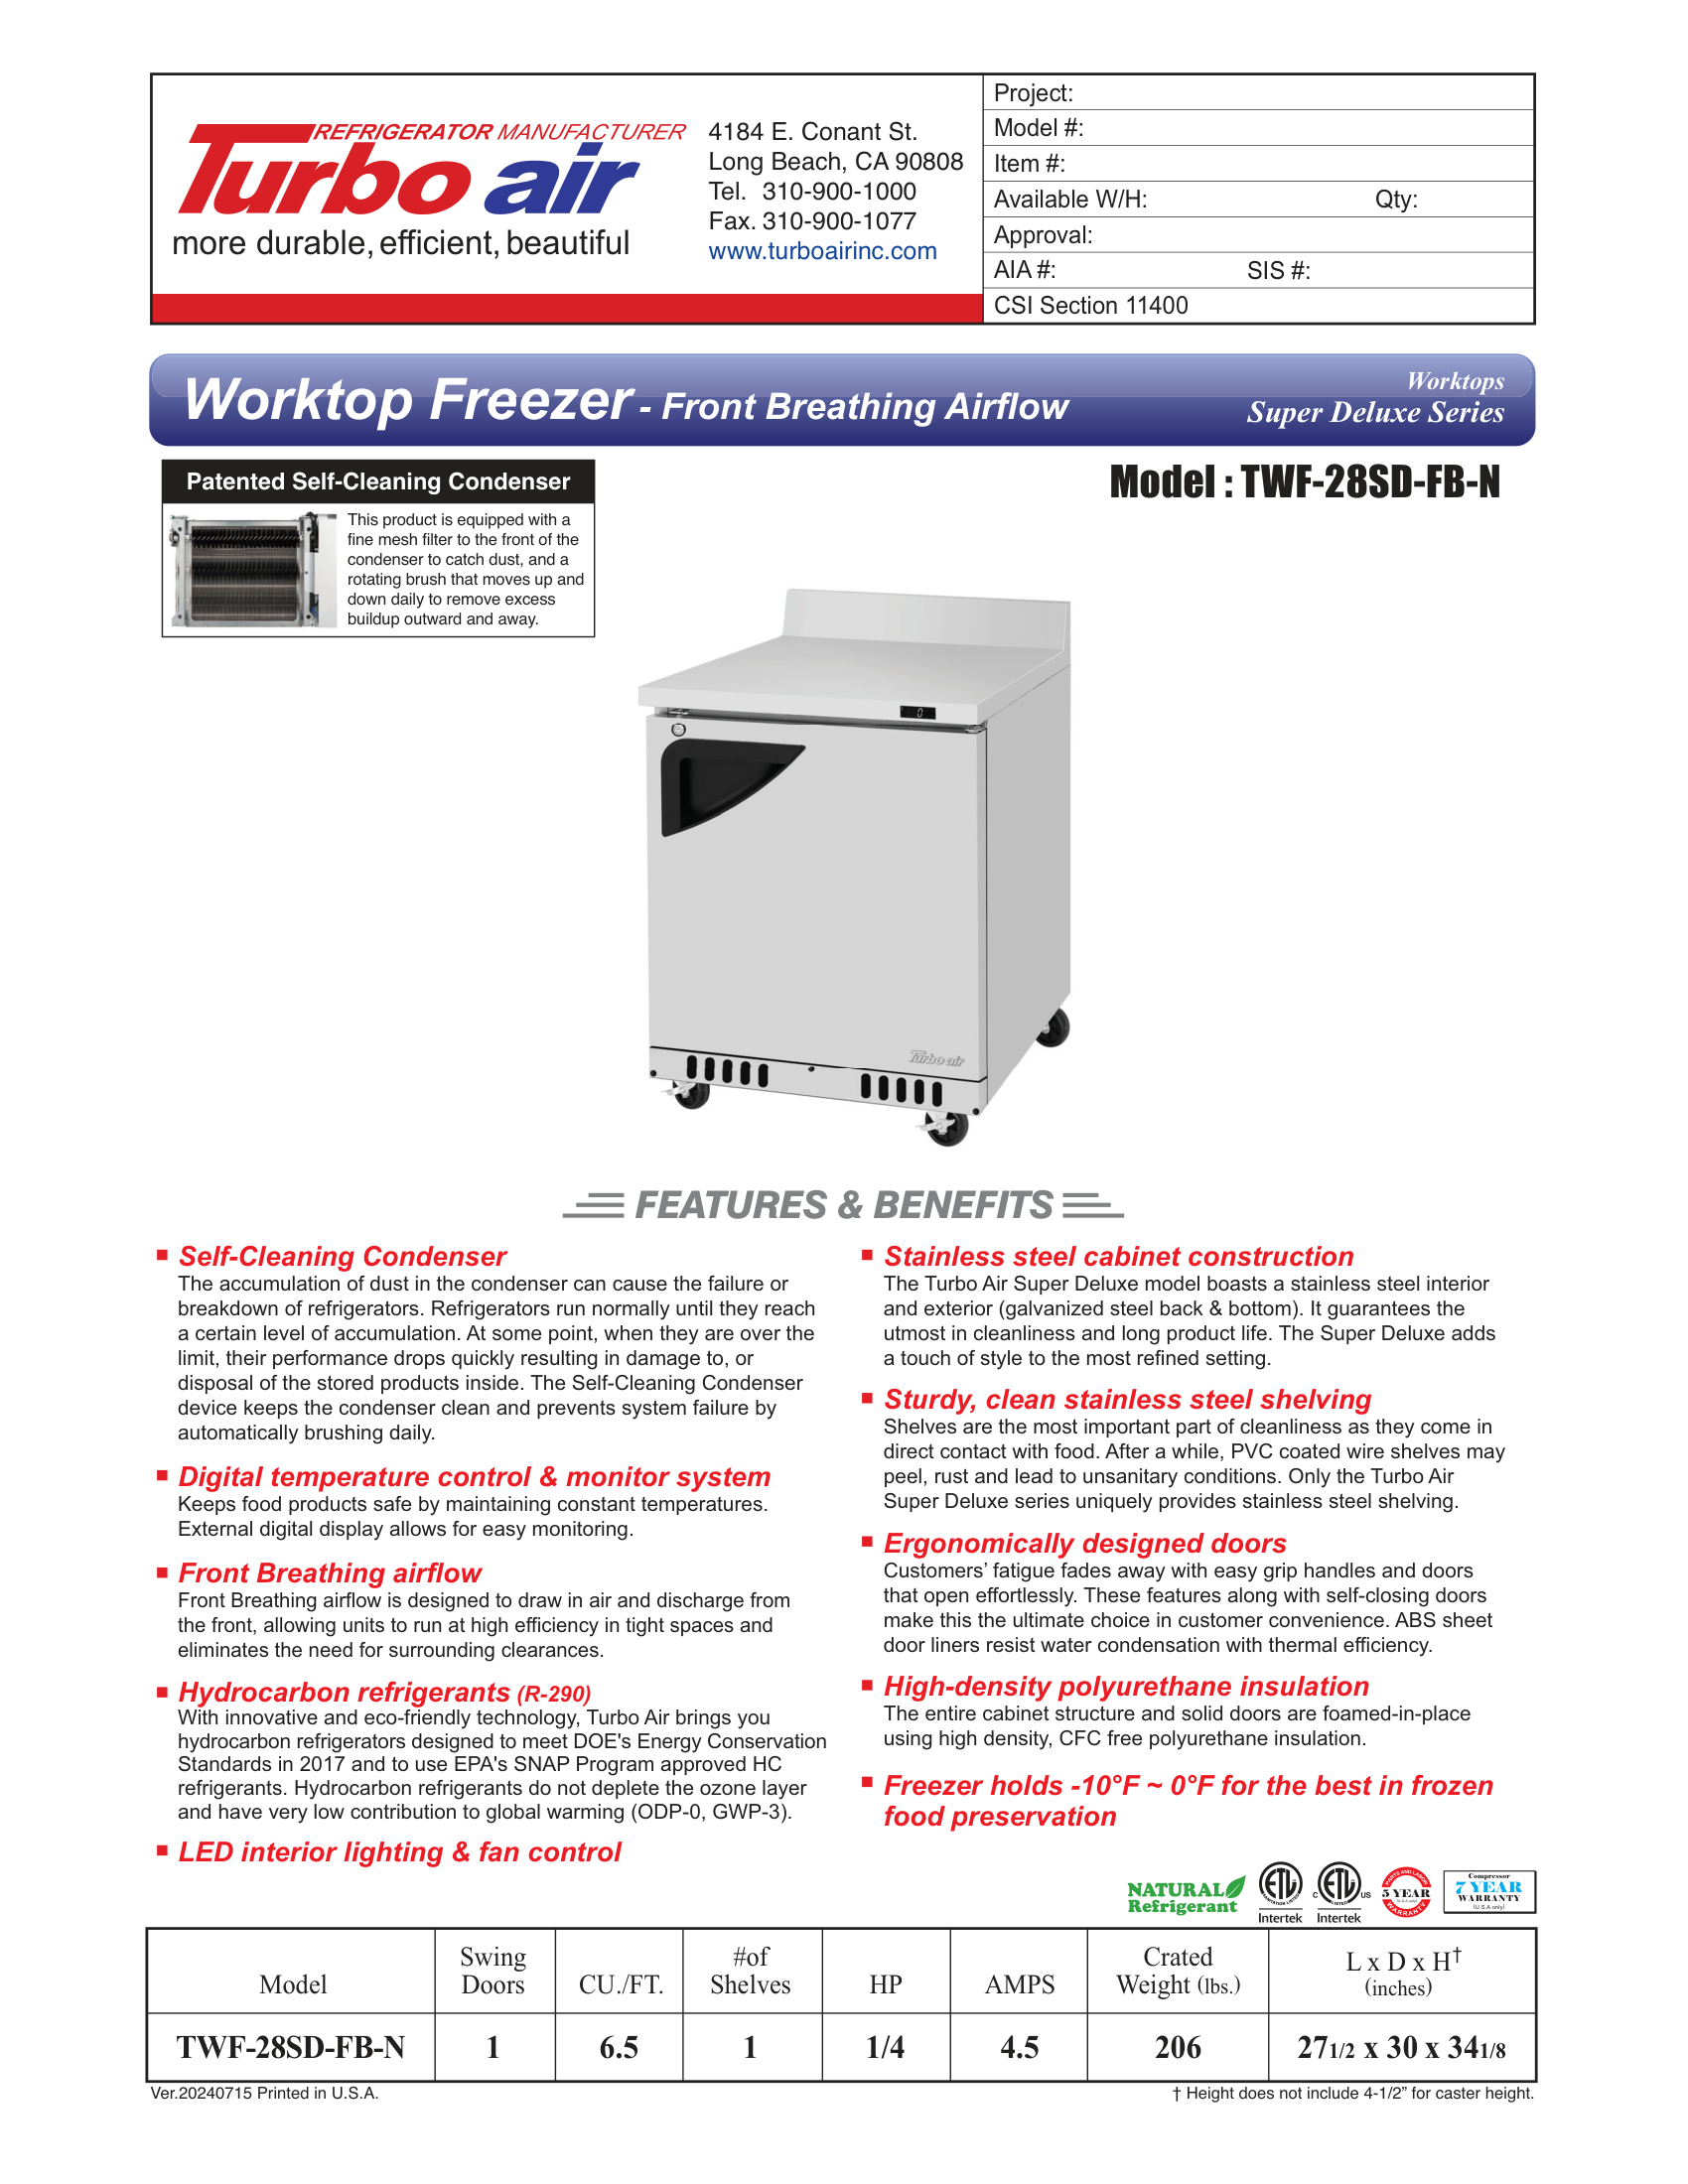 REFRIGERATOR MANUFACTURER
Turbo air
more durable, efficient, beautiful
4184 E. Conant St.
Long Beach, CA 90808
Tel. 310-900-1000
Fax. 310-900-1077
www.turboairinc.com
Project:
Model #:
Item #:
Available W/H: Qty:
Approval:
AIA #: SIS #:
CSI Section 11400
Worktop Freezer - Front Breathing Airflow
Worktops
Super Deluxe Series
Patented Self-Cleaning Condenser
This product is equipped with a
fine mesh filter to the front of the
condenser to catch dust, and a
rotating brush that moves up and
down daily to remove excess
buildup outward and away.
Model : TWF-28SD-FB-N
0
Turbo air
FEATURES & BENEFITS
Self-Cleaning Condenser
The accumulation of dust in the condenser can cause the failure or
breakdown of refrigerators. Refrigerators run normally until they reach
a certain level of accumulation. At some point, when they are over the
limit, their performance drops quickly resulting in damage to, or
disposal of the stored products inside. The Self-Cleaning Condenser
device keeps the condenser clean and prevents system failure by
automatically brushing daily.
Digital temperature control & monitor system
Keeps food products safe by maintaining constant temperatures.
External digital display allows for easy monitoring.
Front Breathing airflow
Front Breathing airflow is designed to draw in air and discharge from
the front, allowing units to run at high efficiency in tight spaces and
eliminates the need for surrounding clearances.
Hydrocarbon refrigerants (R-290)
With innovative and eco-friendly technology, Turbo Air brings you
hydrocarbon refrigerators designed to meet DOE's Energy Conservation
Standards in 2017 and to use EPA's SNAP Program approved HC
refrigerants. Hydrocarbon refrigerants do not deplete the ozone layer
and have very low contribution to global warming (ODP-0, GWP-3).
LED interior lighting & fan control
Stainless steel cabinet construction
The Turbo Air Super Deluxe model boasts a stainless steel interior
and exterior (galvanized steel back & bottom). It guarantees the
utmost in cleanliness and long product life. The Super Deluxe adds
a touch of style to the most refined setting.
Sturdy, clean stainless steel shelving
Shelves are the most important part of cleanliness as they come in
direct contact with food. After a while, PVC coated wire shelves may
peel, rust and lead to unsanitary conditions. Only the Turbo Air
Super Deluxe series uniquely provides stainless steel shelving.
Ergonomically designed doors
Customers’ fatigue fades away with easy grip handles and doors
that open effortlessly. These features along with self-closing doors
make this the ultimate choice in customer convenience. ABS sheet
door liners resist water condensation with thermal efficiency.
High-density polyurethane insulation
The entire cabinet structure and solid doors are foamed-in-place
using high density, CFC free polyurethane insulation.
Freezer holds -10°F ~ 0°F for the best in frozen
food preservation
NATURAL
Refrigerant
ETL
SANITATION LISTED
Intertek
C ETL US
LISTED
Intertek
PARTS AND LABOR
5 YEAR
(U.S.A only)
WARRANTY
Compressor
7 YEAR
WARRANTY
(U.S.A only)
Model
Swing Doors
CU./FT.
#of Shelves
HP
AMPS
Crated Weight (lbs.)
L x D x H† (inches)
TWF-28SD-FB-N 1 6.5 1 1/4 4.5 206 27 1/2 x 30 x 34 1/8
Ver.20240715 Printed in U.S.A.
† Height does not include 4-1/2” for caster height.